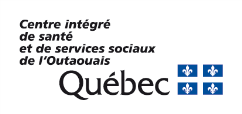 Centre intégré
de santé
et de services sociaux
de l'Outaouais
Québec